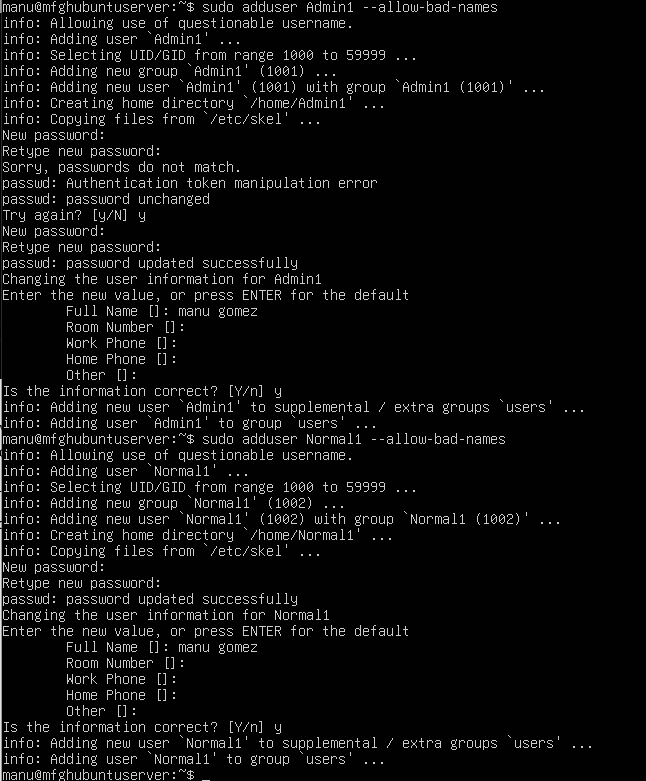 manu@mfghubuntuserver:~$ sudo adduser Admin1 --allow-bad-names
info: Allowing use of questionable username.
info: Adding user `Admin1' ...
info: Selecting UID/GID from range 1000 to 59999 ...
info: Adding new group `Admin1' (1001) ...
info: Adding new user `Admin1' (1001) with group `Admin1 (1001)' ...
info: Creating home directory `/home/Admin1' ...
info: Copying files from `/etc/skel' ...
New password:
Retype new password:
Sorry, passwords do not match.
passwd: Authentication token manipulation error
passwd: password unchanged
Try again? [y/N] y
New password:
Retype new password:
passwd: password updated successfully
Changing the user information for Admin1
Enter the new value, or press ENTER for the default
Full Name []: manu gomez
Room Number []:
Work Phone []:
Home Phone []:
Other []:
Is the information correct? [Y/n] y
info: Adding new user `Admin1' to supplemental / extra groups `users' ...
info: Adding user `Admin1' to group `users' ...
manu@mfghubuntuserver:~$ sudo adduser Normal1 --allow-bad-names
info: Allowing use of questionable username.
info: Adding user `Normal1' ...
info: Selecting UID/GID from range 1000 to 59999 ...
info: Adding new group `Normal1' (1002) ...
info: Adding new user `Normal1' (1002) with group `Normal1 (1002)' ...
info: Creating home directory `/home/Normal1' ...
info: Copying files from `/etc/skel' ...
New password:
Retype new password:
passwd: password updated successfully
Changing the user information for Normal1
Enter the new value, or press ENTER for the default
Full Name []: manu gomez
Room Number []:
Work Phone []:
Home Phone []:
Other []:
Is the information correct? [Y/n] y
info: Adding new user `Normal1' to supplemental / extra groups `users' ...
info: Adding user `Normal1' to group `users' ...
manu@mfghubuntuserver:~$ _